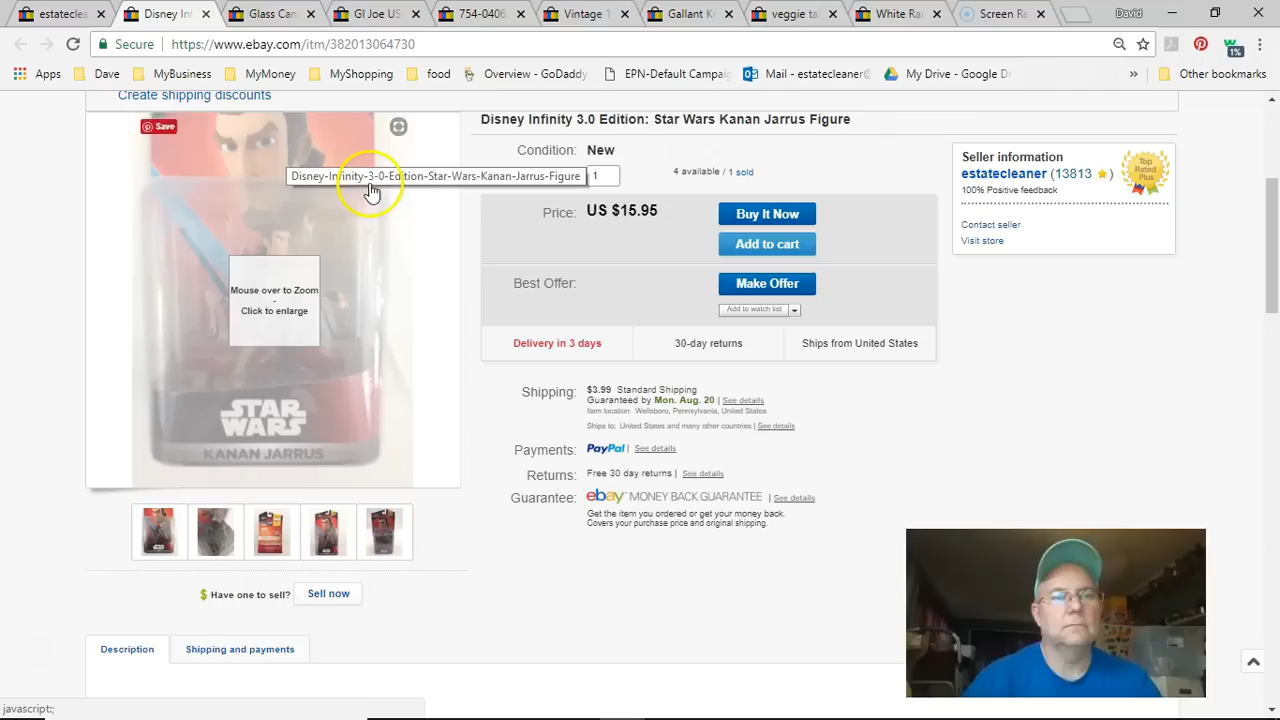 estateclea
Disney Inf
Glass Can
GI Joe US
754-0406
Vintage 1
Gallant Kr
veggie ta
White Ra
Screen Re
David
Secure
https://www.ebay.com/itm/382013064730
1%
Apps
Dave
MyBusiness
MyMoney
MyShopping
food
Overview - GoDaddy
EPN-Default Campaig
Mail - estatecleaner@
My Drive - Google Dr
»
Other bookmarks
Create shipping discounts
Save
Disney Infinity 3.0 Edition: Star Wars Kanan Jarrus Figure
Condition: New
Disney-Infinity-3-0-Edition-Star-Wars-Kanan-Jarrus-Figure
1
4 available / 1 sold
Price: US $15.95
Buy It Now
Add to cart
Best Offer:
Make Offer
Add to watch list
Delivery in 3 days
30-day returns
Ships from United States
Seller information
estatecleaner (13813 )
100% Positive feedback
Contact seller
Visit store
Top
Rated
Plus
Mouse over to Zoom
-
Click to enlarge
STAR
WARS
KANAN JARRUS
Shipping: $3.99 Standard Shipping
Guaranteed by Mon. Aug. 20 | See details
Item location: Wellsboro, Pennsylvania, United States
Ships to: United States and many other countries | See details
Payments: PayPal | See details
Returns: Free 30 day returns | See details
Guarantee: ebay MONEY BACK GUARANTEE | See details
Get the item you ordered or get your money back.
Covers your purchase price and original shipping.
$ Have one to sell? Sell now
Description
Shipping and payments
javascript:;